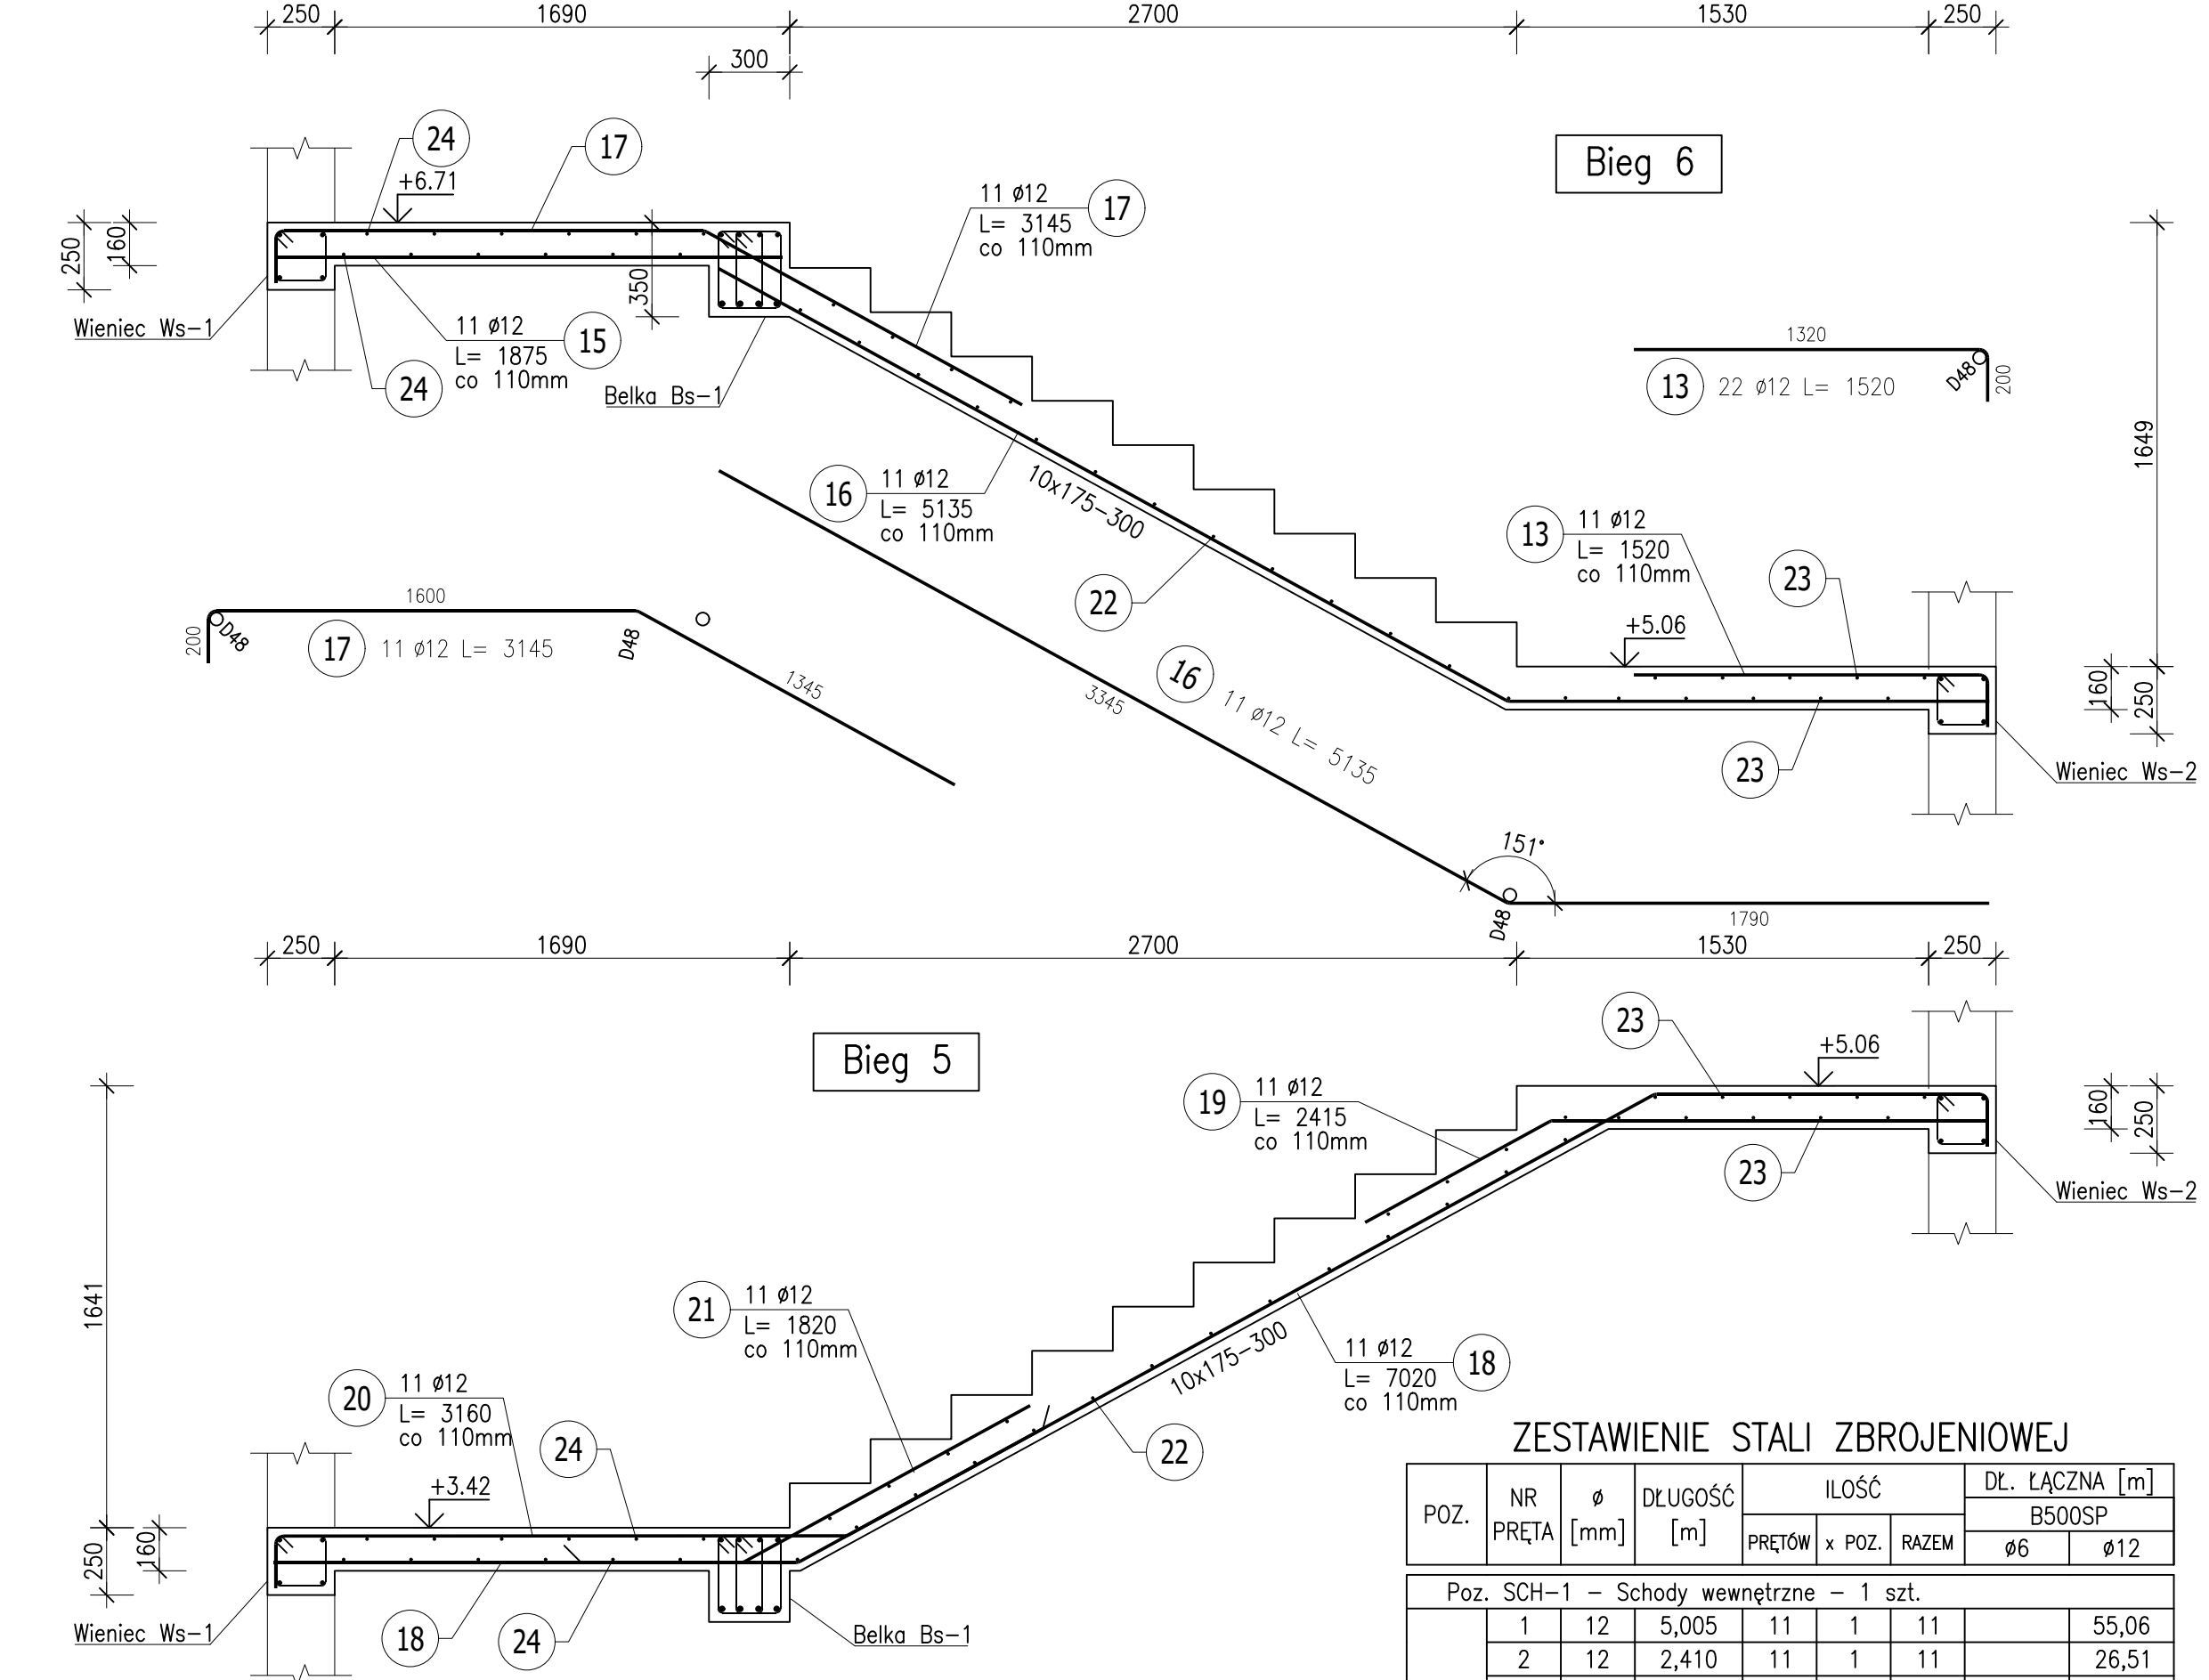 250 1690 2700 1530 250
300
Bieg 6
24
17
+6.71
11 ø12
L= 3145
co 110mm
17
250
160
350
Wieniec Ws-1
11 ø12
L= 1875
co 110mm
15
24
Belka Bs-1
1320
D48
200
13 22 ø12 L= 1520
1649
16
11 ø12
L= 5135
co 110mm
10x175-300
13
11 ø12
L= 1520
co 110mm
23
22
+5.06
160
250
Wieniec Ws-2
23
1600
200
D48
17 11 ø12 L= 3145
D48
1345
3345
16 11 ø12 L= 5135
151°
D48
1790
250 1690 2700 1530 250
Bieg 5
23
+5.06
19
11 ø12
L= 2415
co 110mm
160
250
23
Wieniec Ws-2
1641
21
11 ø12
L= 1820
co 110mm
10x175-300
11 ø12
L= 7020
co 110mm
18
20
11 ø12
L= 3160
co 110mm
24
22
+3.42
250
160
Wieniec Ws-1
18
24
Belka Bs-1
ZESTAWIENIE STALI ZBROJENIOWEJ
POZ. NR PRĘTA ø [mm] DŁUGOŚĆ [m] ILOŚĆ DŁ. ŁĄCZNA [m]
B500SP
PRĘTÓW x POZ. RAZEM ø6 ø12
Poz. SCH-1 - Schody wewnętrzne - 1 szt.
1 12 5,005 11 1 11 55,06
2 12 2,410 11 1 11 26,51